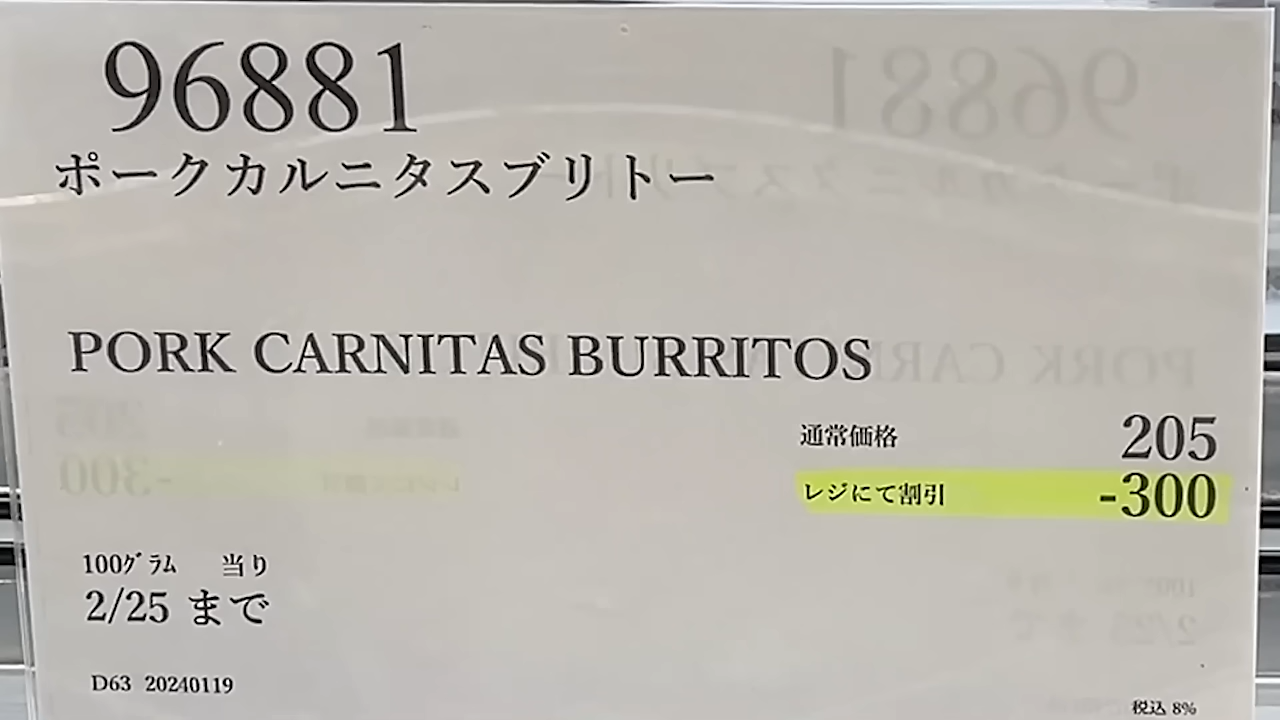 96881
ポークカルニタスブリトー
PORK CARNITAS BURRITOS
通常価格 205
レジにて割引 -300
100グラム 当り
2/25 まで
D63 20240119
税込 8%